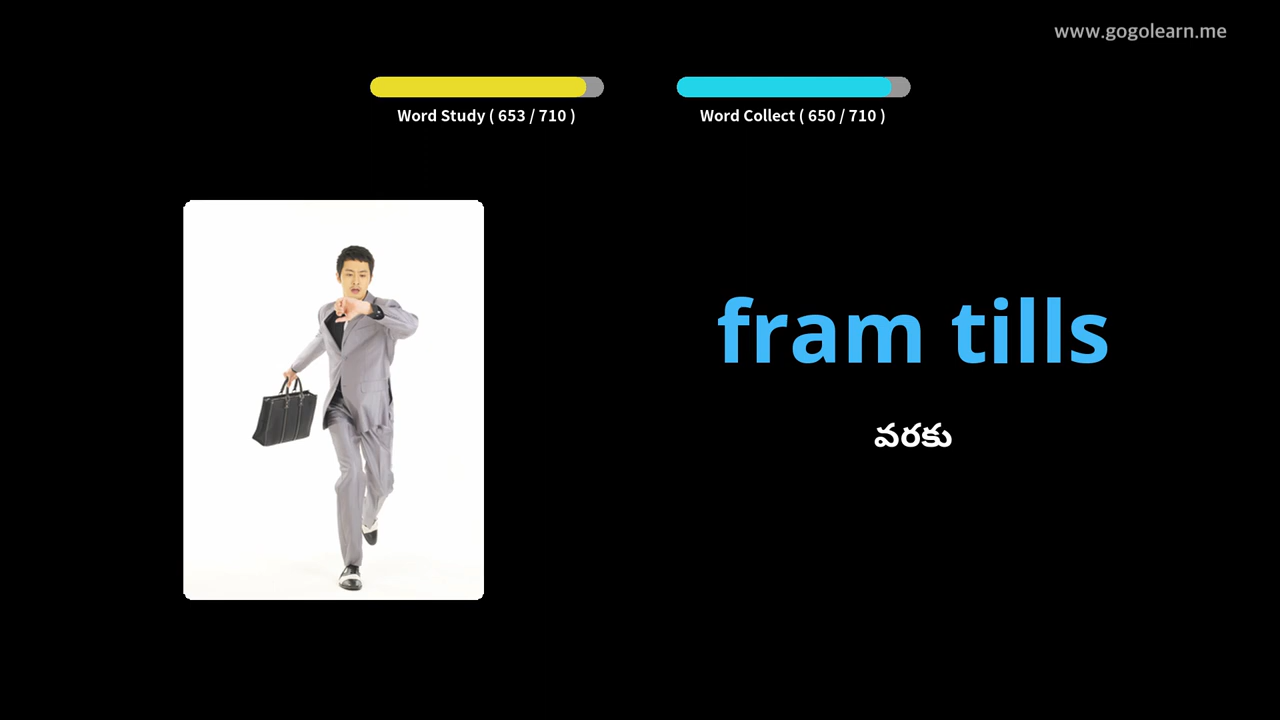 www.gogolearn.me
Word Study ( 653 / 710 )
Word Collect ( 650 / 710 )
fram tills
వరకు